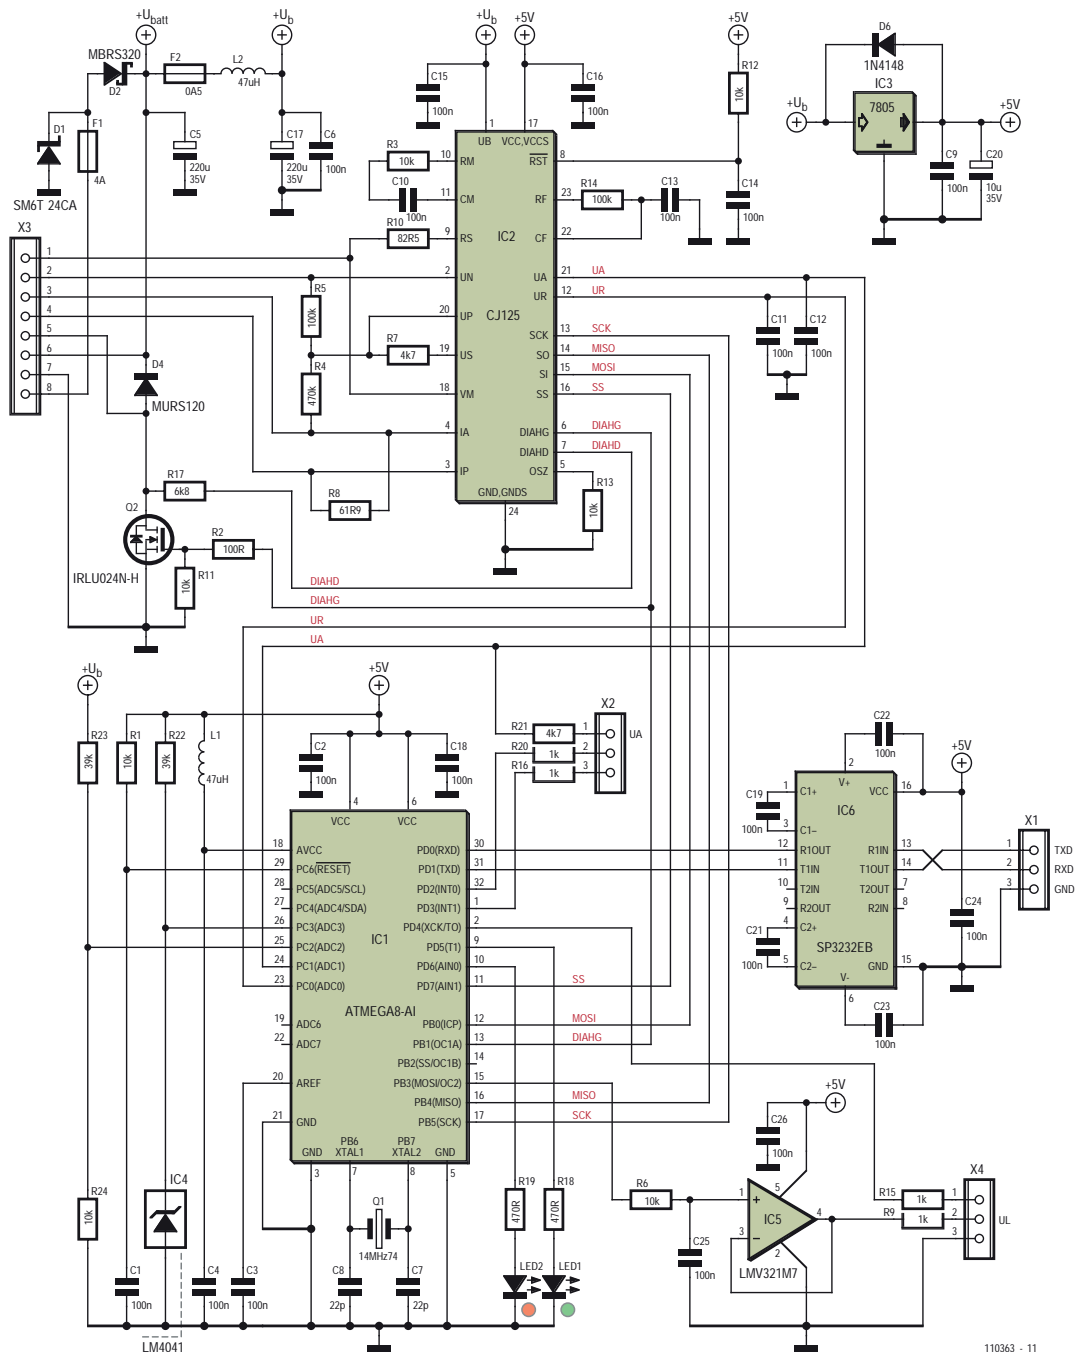 +Ubatt
+Ub
+Ub
+5V
+5V
D6
MBRS320
F2
L2
1N4148
D2
0A5
47uH
C15
100n
C16
100n
R12
10k
IC3
7805
+Ub
+5V
D1
F1
4A
SM6T 24CA
C5
220u
35V
C17
220u
35V
C6
100n
1
17
UB
VCC,VCCS
C9
100n
C20
10u
35V
R3
10k
10
RM
RST
8
C10
100n
11
CM
RF
23
R14
100k
C13
100n
C14
100n
R10
82R5
9
RS
IC2
CF
22
X3
1
2
3
4
5
6
7
8
2
UN
UA
21
UA
UR
12
UR
R5
100k
20
UP
CJ125
SCK
13
SCK
C11
100n
C12
100n
R7
4k7
19
US
SO
14
MISO
SI
15
MOSI
R4
470k
18
VM
SS
16
SS
D4
MURS120
4
IA
DIAHG
6
DIAHG
DIAHD
7
DIAHD
3
IP
OSZ
5
R17
6k8
R8
61R9
GND,GNDS
24
R13
10k
Q2
R2
100R
IRLU024N-H
R11
10k
DIAHD
DIAHG
UR
UA
+Ub
+5V
X2
R23
39k
R1
10k
R22
39k
L1
47uH
C2
100n
C18
100n
R21
4k7
1
UA
R20
1k
2
R16
1k
3
C22
100n
+5V
4
6
VCC
VCC
2
V+
C19
100n
1
C1+
VCC
16
IC6
3
C1–
X1
18
AVCC
PD0(RXD)
30
12
R1OUT
R1IN
13
1
TXD
29
PC6(RESET)
PD1(TXD)
31
11
T1IN
T1OUT
14
2
RXD
28
PC5(ADC5/SCL)
PD2(INT0)
32
10
T2IN
T2OUT
7
3
GND
27
PC4(ADC4/SDA)
PD3(INT1)
1
9
R2OUT
R2IN
8
26
PC3(ADC3)
PD4(XCK/TO)
2
4
C2+
C24
100n
IC1
25
PC2(ADC2)
PD5(T1)
9
C21
100n
SP3232EB
24
PC1(ADC1)
PD6(AIN0)
10
5
C2–
GND
15
V-
23
PC0(ADC0)
PD7(AIN1)
11
SS
6
C23
100n
ATMEGA8-AI
19
ADC6
PB0(ICP)
12
MOSI
22
ADC7
PB1(OC1A)
13
DIAHG
PB2(SS/OC1B)
14
20
AREF
PB3(MOSI/OC2)
15
+5V
PB4(MISO)
16
MISO
21
GND
PB5(SCK)
17
SCK
C26
100n
GND
PB6
XTAL1
PB7
XTAL2
GND
3
7
8
5
R24
10k
IC4
Q1
14MHz74
R19
470R
R18
470R
R6
10k
1
5
IC5
4
3
2
LMV321M7
R15
1k
R9
1k
X4
1
2
3
UL
C25
100n
C1
100n
C4
100n
C3
100n
C8
22p
C7
22p
LED2
LED1
LM4041
110363 - 11